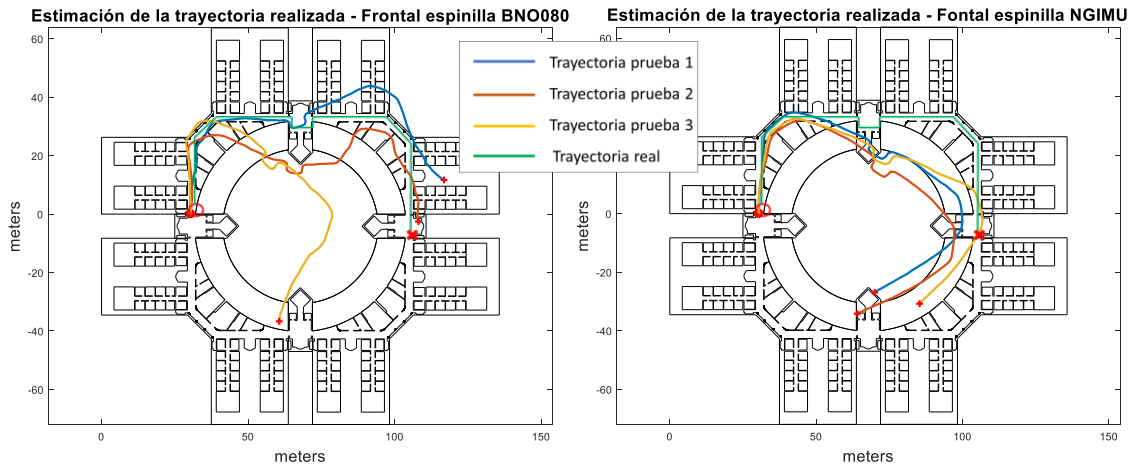 Estimación de la trayectoria realizada - Frontal espinilla BNO080
60
40
20
0
-20
-40
-60
meters
0
50
100
150
meters
Trayectoria prueba 1
Trayectoria prueba 2
Trayectoria prueba 3
Trayectoria real
Estimación de la trayectoria realizada - Fontal espinilla NGIMU
60
40
20
0
-20
-40
-60
meters
0
50
100
150
meters